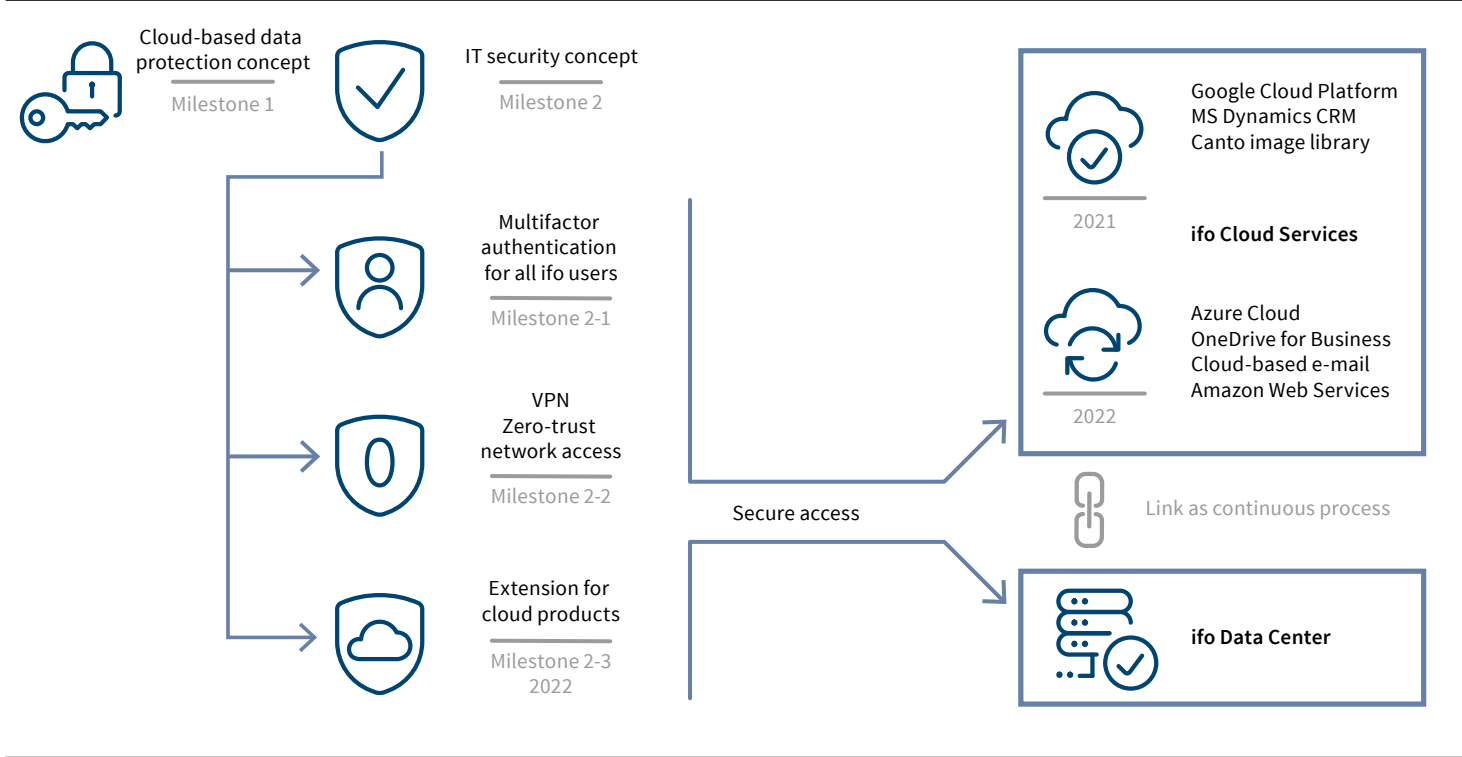 Cloud-based data
protection concept
Milestone 1
IT security concept
Milestone 2
Multifactor
authentication
for all ifo users
Milestone 2-1
VPN
Zero-trust
network access
Milestone 2-2
Extension for
cloud products
Milestone 2-3
2022
Secure access
Google Cloud Platform
MS Dynamics CRM
Canto image library
2021
ifo Cloud Services
Azure Cloud
OneDrive for Business
Cloud-based e-mail
Amazon Web Services
2022
Link as continuous process
ifo Data Center